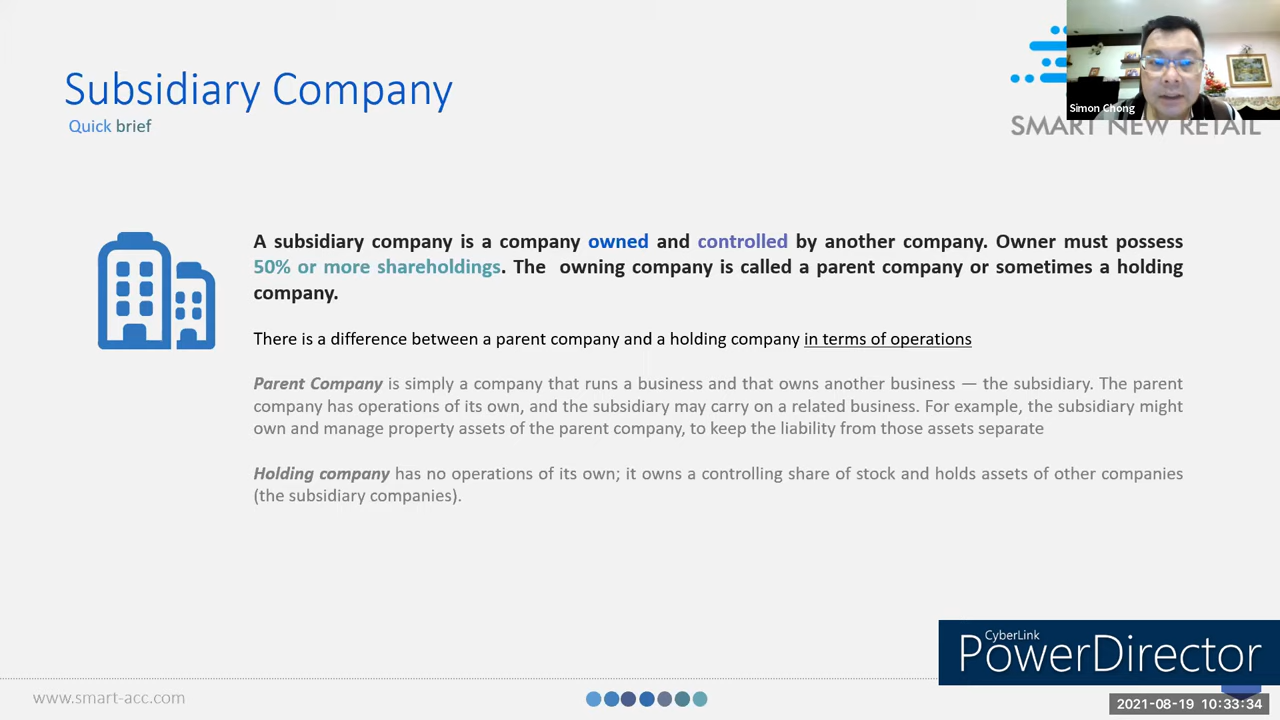 Subsidiary Company
Quick brief
Simon Chong
SMART NEW RETAIL
A subsidiary company is a company owned and controlled by another company. Owner must possess
50% or more shareholdings. The  owning company is called a parent company or sometimes a holding
company.
There is a difference between a parent company and a holding company in terms of operations
Parent Company is simply a company that runs a business and that owns another business — the subsidiary. The parent
company has operations of its own, and the subsidiary may carry on a related business. For example, the subsidiary might
own and manage property assets of the parent company, to keep the liability from those assets separate
Holding company has no operations of its own; it owns a controlling share of stock and holds assets of other companies
(the subsidiary companies).
CyberLink
PowerDirector
www.smart-acc.com
2021-08-19 10:33:34